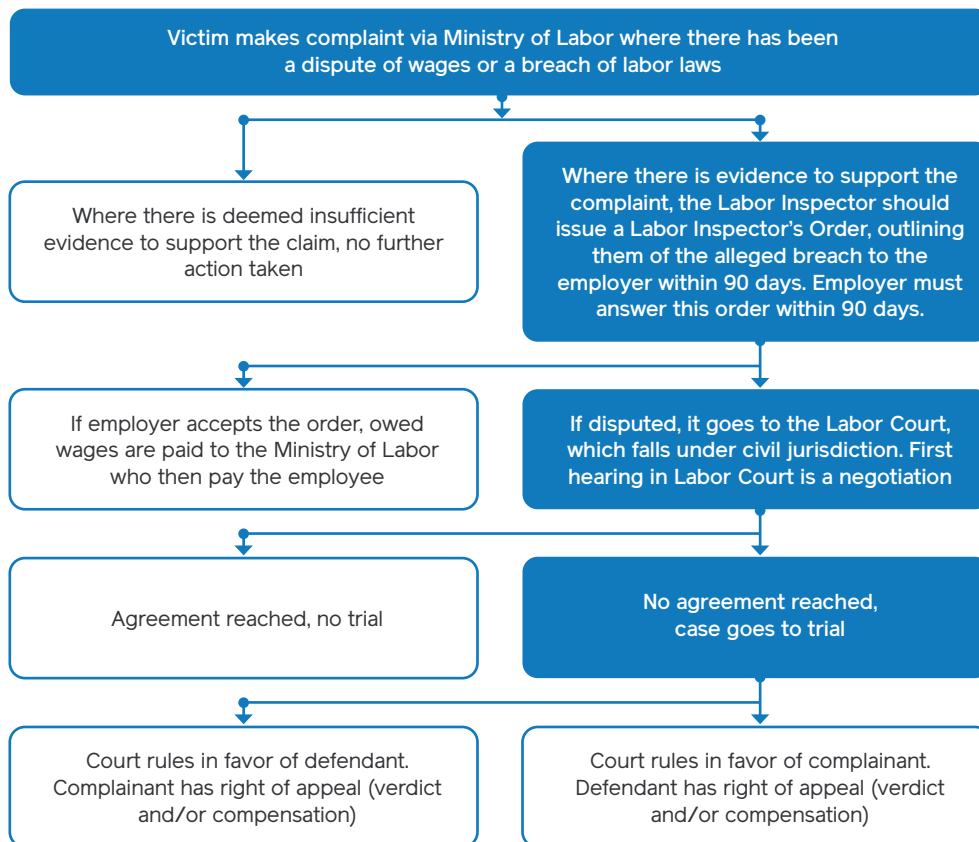 Victim makes complaint via Ministry of Labor where there has been
a dispute of wages or a breach of labor laws
Where there is deemed insufficient
evidence to support the claim, no further
action taken
Where there is evidence to support the
complaint, the Labor Inspector should
issue a Labor Inspector’s Order, outlining
them of the alleged breach to the
employer within 90 days. Employer must
answer this order within 90 days.
If employer accepts the order, owed
wages are paid to the Ministry of Labor
who then pay the employee
If disputed, it goes to the Labor Court,
which falls under civil jurisdiction. First
hearing in Labor Court is a negotiation
Agreement reached, no trial
No agreement reached,
case goes to trial
Court rules in favor of defendant.
Complainant has right of appeal (verdict
and/or compensation)
Court rules in favor of complainant.
Defendant has right of appeal (verdict
and/or compensation)